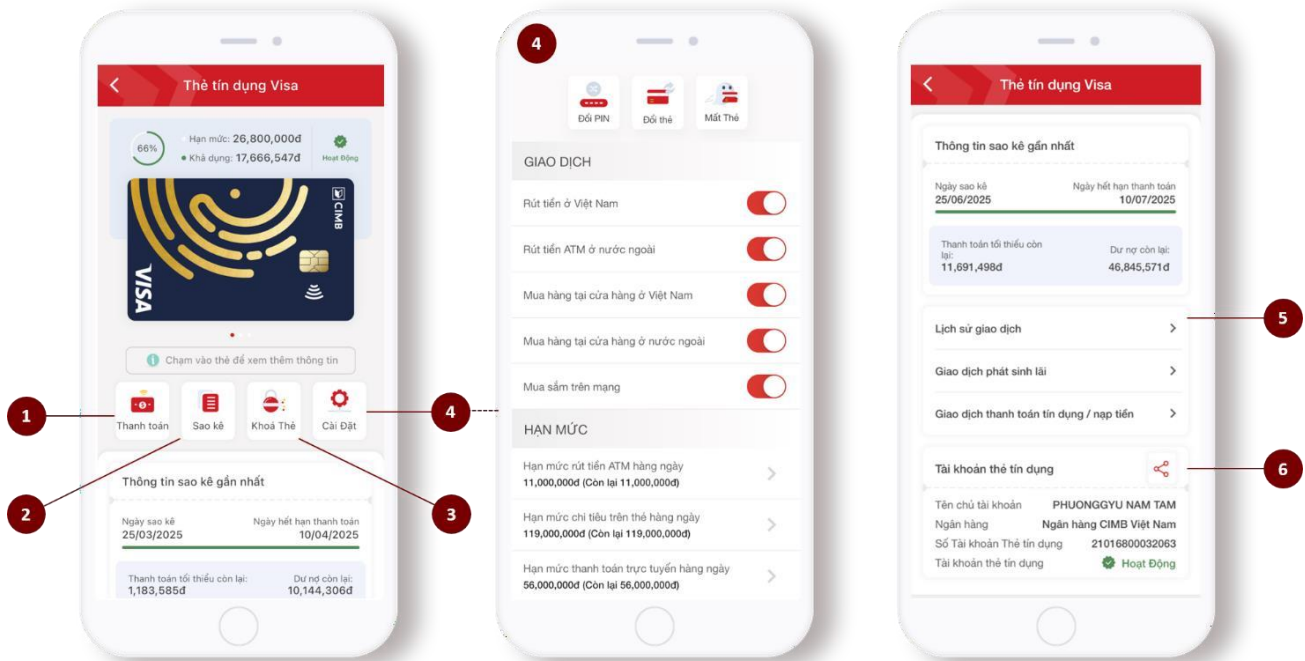 Thẻ tín dụng Visa
66%
Hạn mức: 26,800,000đ
Khả dụng: 17,666,547đ
Hoạt Động
CIMB
VISA
Chạm vào thẻ để xem thêm thông tin
Thanh toán
Sao kê
Khoá Thẻ
Cài Đặt
1
2
3
4
Thông tin sao kê gần nhất
Ngày sao kê
Ngày hết hạn thanh toán
25/03/2025
10/04/2025
Thanh toán tối thiểu còn lại:
Dư nợ còn lại:
1,183,585đ
10,144,306đ
4
Đổi PIN
Đổi thẻ
Mất Thẻ
GIAO DỊCH
Rút tiền ở Việt Nam
Rút tiền ATM ở nước ngoài
Mua hàng tại cửa hàng ở Việt Nam
Mua hàng tại cửa hàng ở nước ngoài
Mua sắm trên mạng
HẠN MỨC
Hạn mức rút tiền ATM hàng ngày
11,000,000đ (Còn lại 11,000,000đ)
Hạn mức chi tiêu trên thẻ hàng ngày
119,000,000đ (Còn lại 119,000,000đ)
Hạn mức thanh toán trực tuyến hàng ngày
56,000,000đ (Còn lại 56,000,000đ)
Thẻ tín dụng Visa
Thông tin sao kê gần nhất
Ngày sao kê
Ngày hết hạn thanh toán
25/06/2025
10/07/2025
Thanh toán tối thiểu còn
lại:
Dư nợ còn lại:
11,691,498đ
46,845,571đ
Lịch sử giao dịch
5
Giao dịch phát sinh lãi
Giao dịch thanh toán tín dụng / nạp tiền
Tài khoản thẻ tín dụng
6
Tên chủ tài khoản PHUONGGYU NAM TAM
Ngân hàng Ngân hàng CIMB Việt Nam
Số Tài khoản Thẻ tín dụng 21016800032063
Tài khoản thẻ tín dụng Hoạt Động